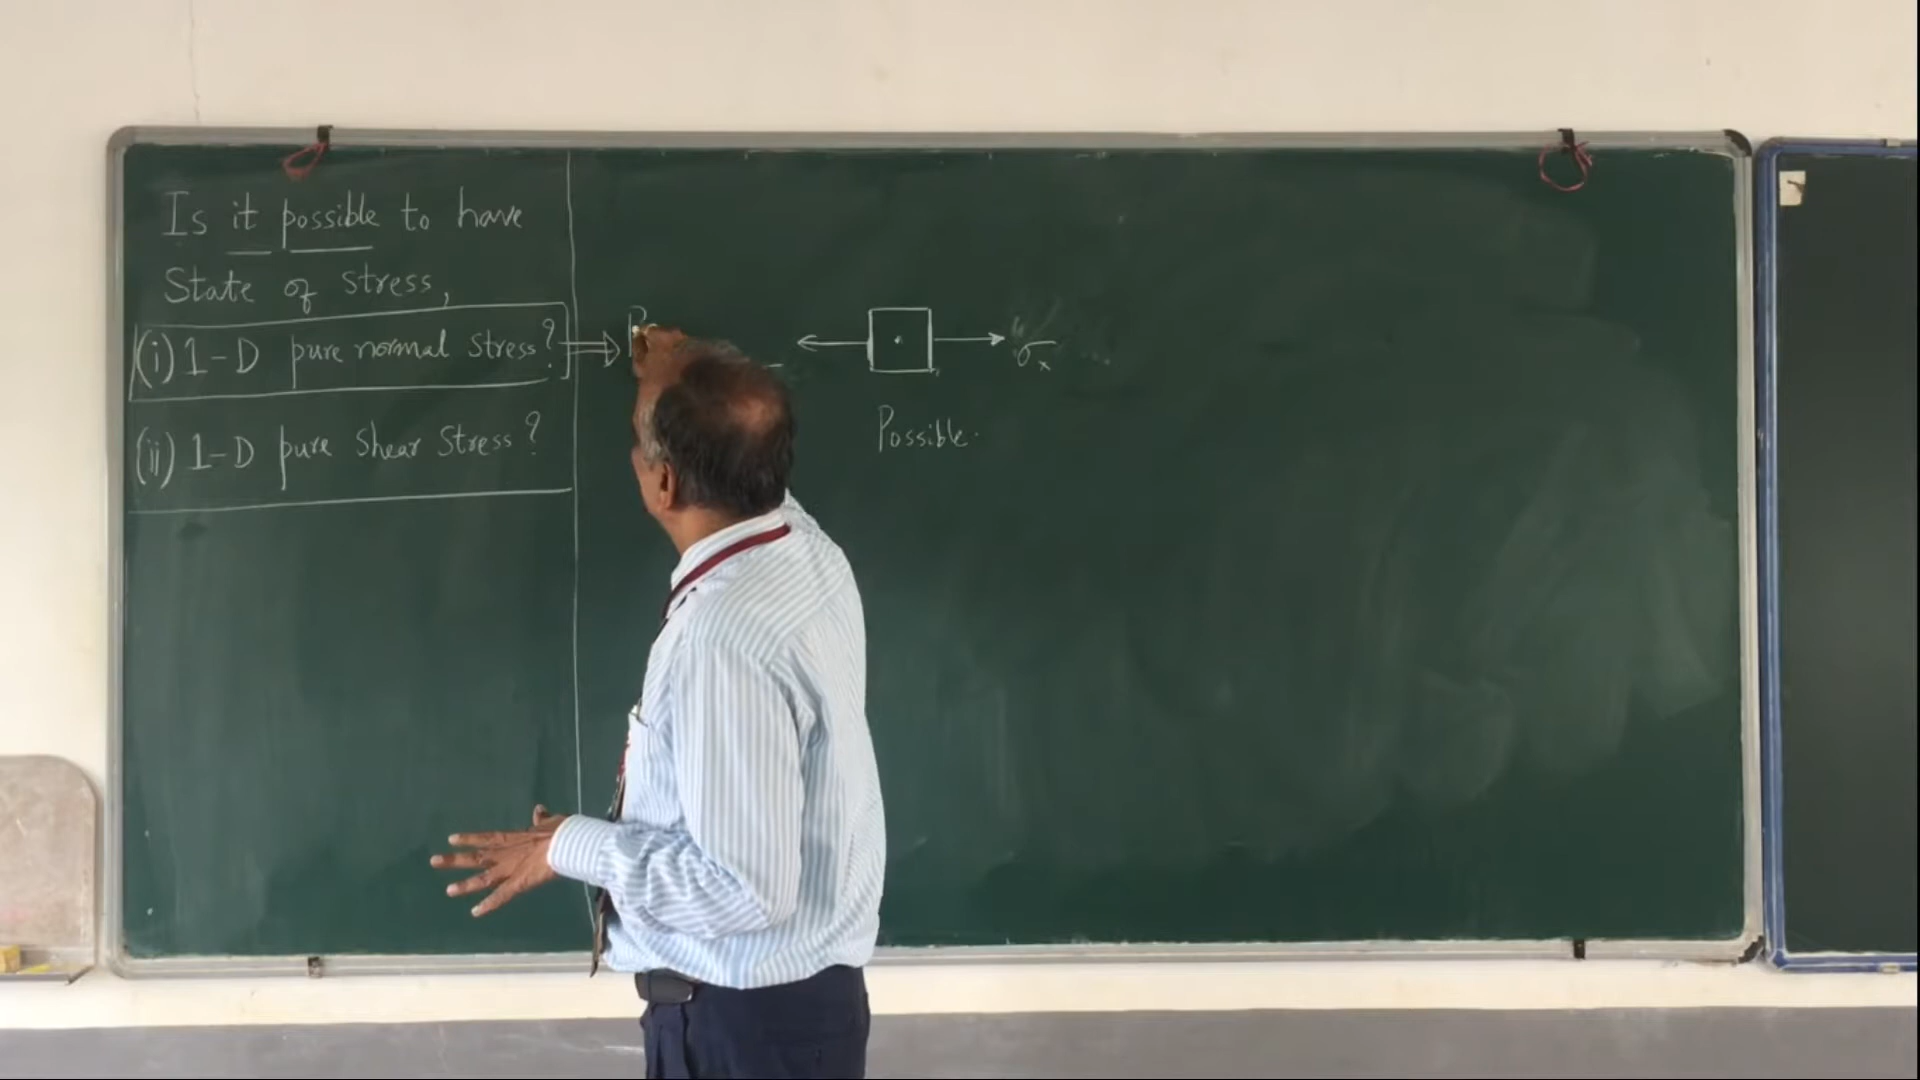 Is it possible to have
State of stress,
(i) 1-D pure normal stress?
(ii) 1-D pure shear stress?
σx
Possible.